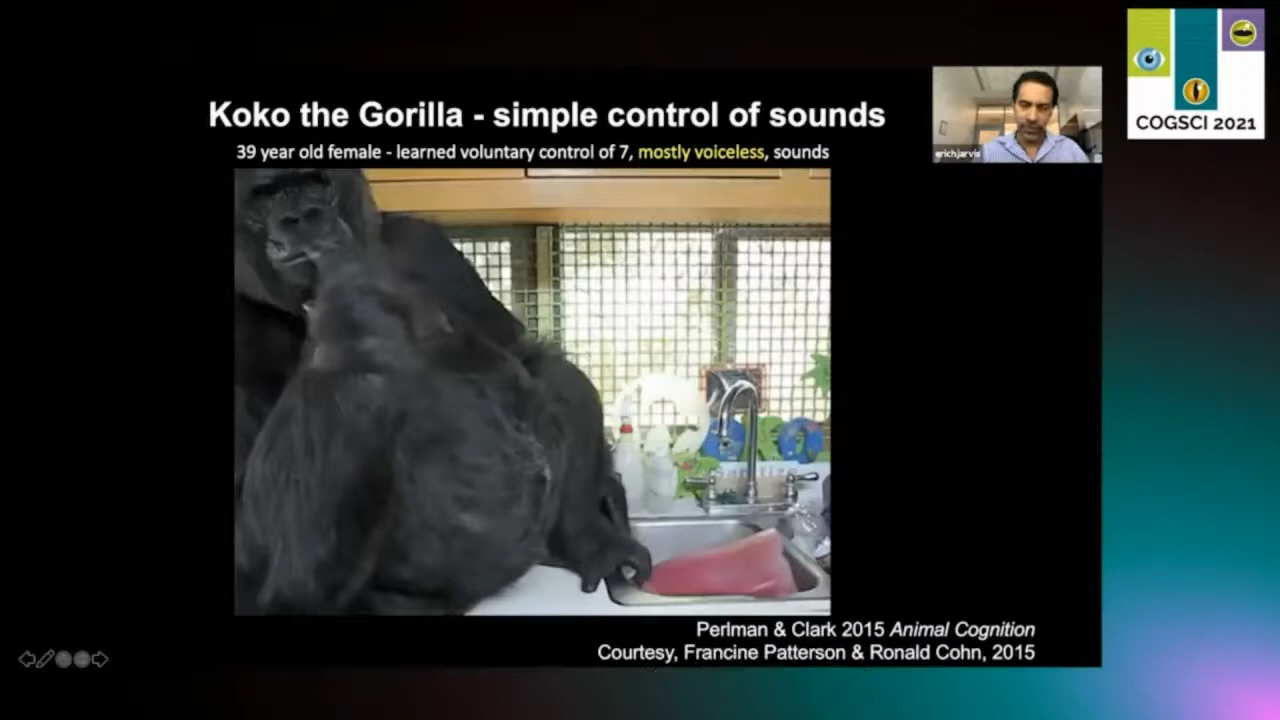 Koko the Gorilla - simple control of sounds
39 year old female - learned voluntary control of 7, mostly voiceless, sounds
erichjarvis
COGSCI 2021
Perlman & Clark 2015 Animal Cognition
Courtesy, Francine Patterson & Ronald Cohn, 2015